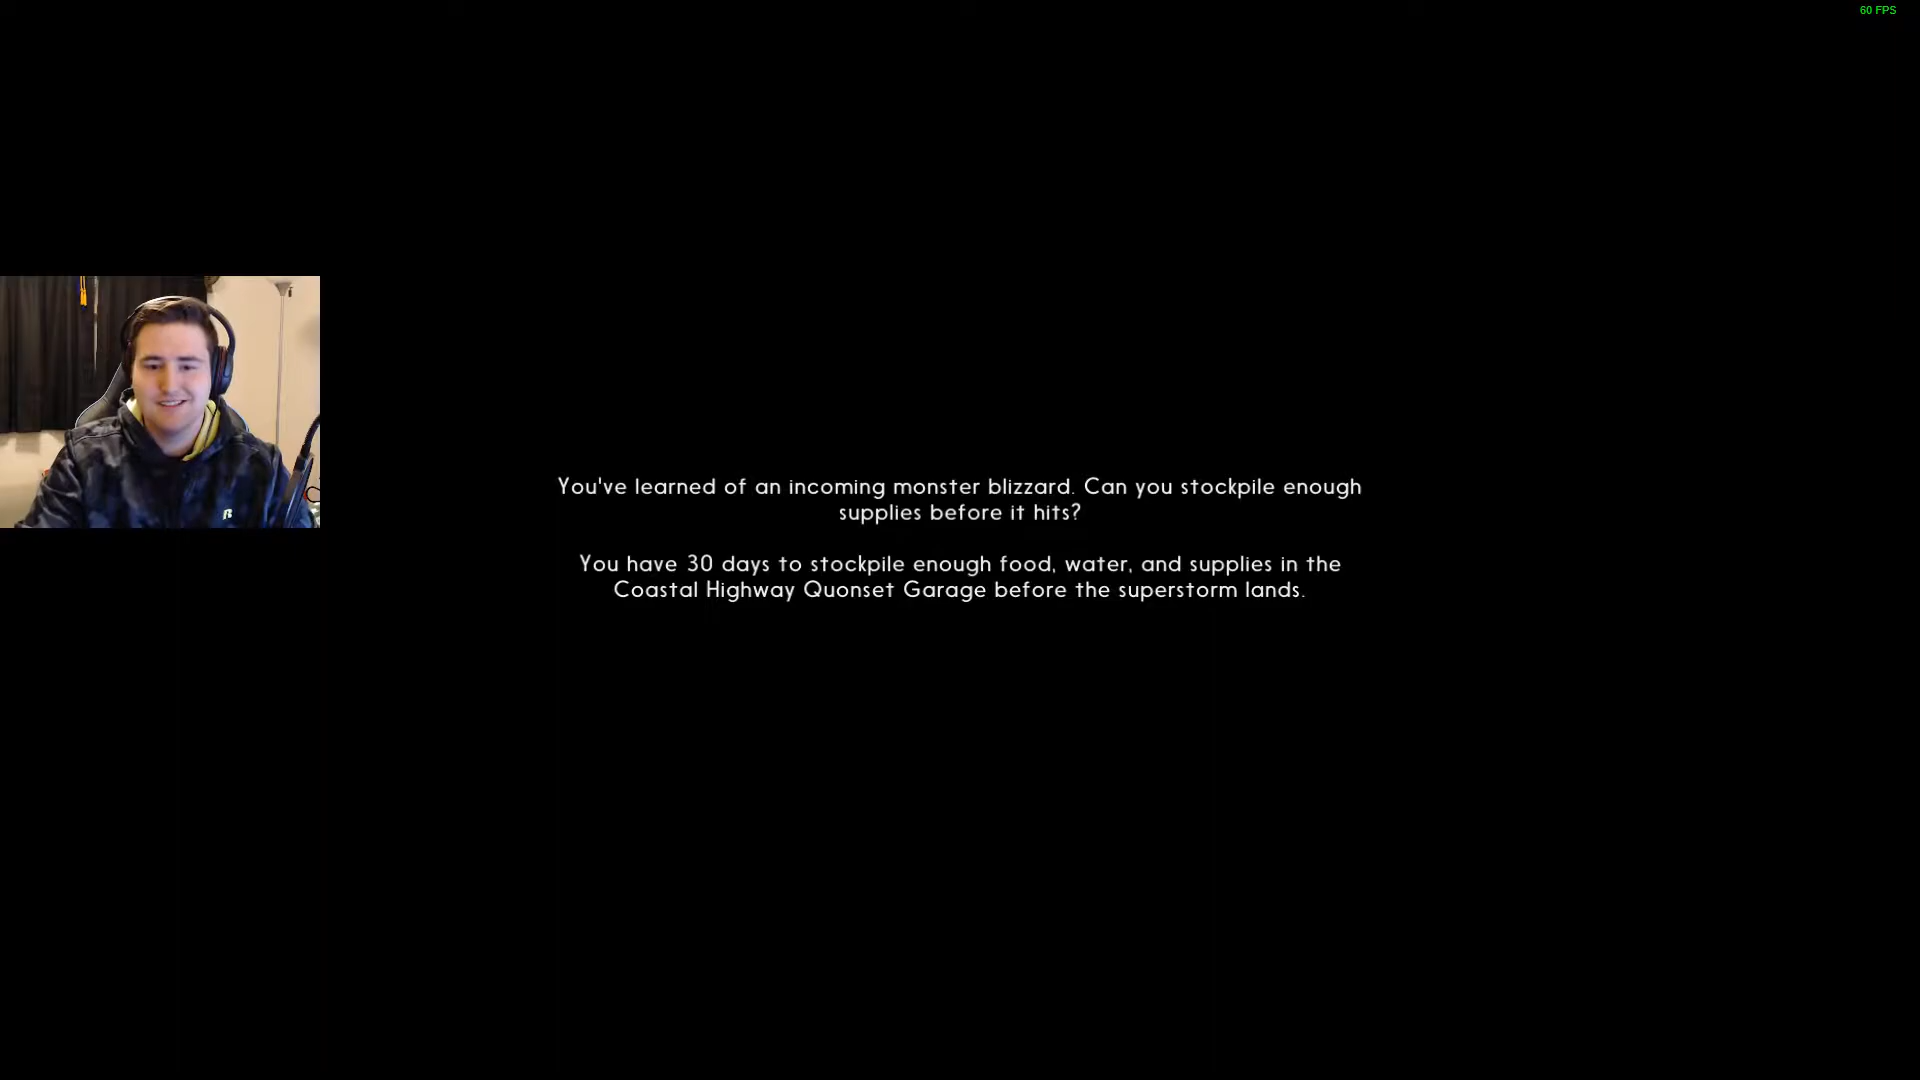 60 FPS
You've learned of an incoming monster blizzard. Can you stockpile enough
supplies before it hits?
You have 30 days to stockpile enough food, water, and supplies in the
Coastal Highway Quonset Garage before the superstorm lands.